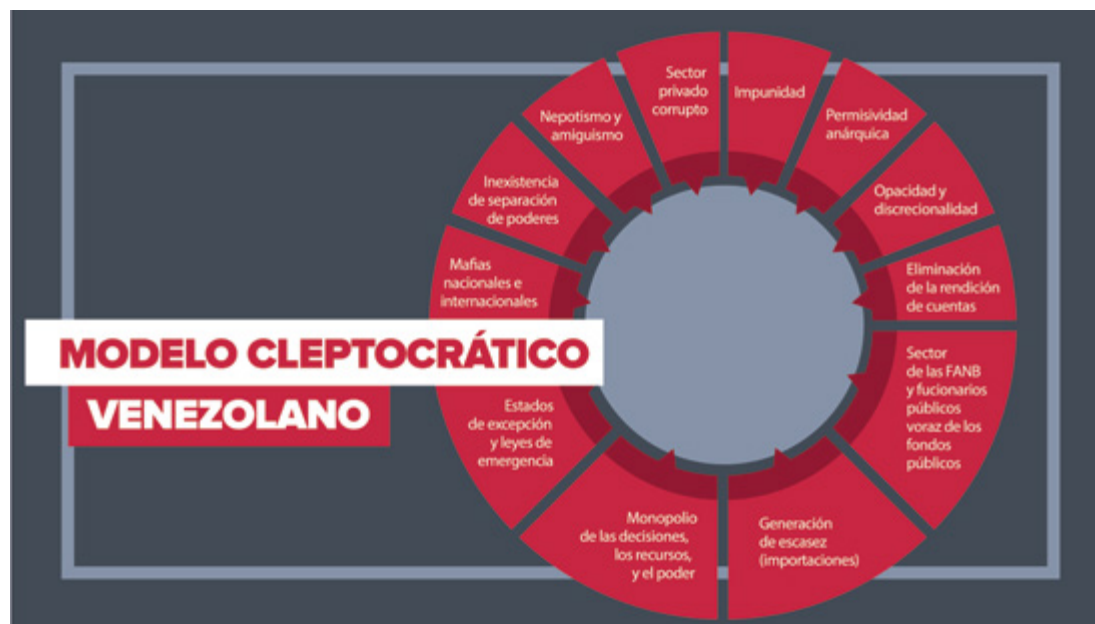 MODELO CLEPTOCRÁTICO
VENEZOLANO
Sector
privado
corrupto
Impunidad
Permisividad
anárquica
Opacidad y
discrecionalidad
Eliminación
de la rendición
de cuentas
Sector
de las FANB
y fucionarios
públicos
voraz de los
fondos
públicos
Generación
de escasez
(importaciones)
Monopolio
de las decisiones,
los recursos,
y el poder
Estados
de excepción
y leyes de
emergencia
Mafias
nacionales e
internacionales
Inexistencia
de separación
de poderes
Nepotismo y
amiguismo